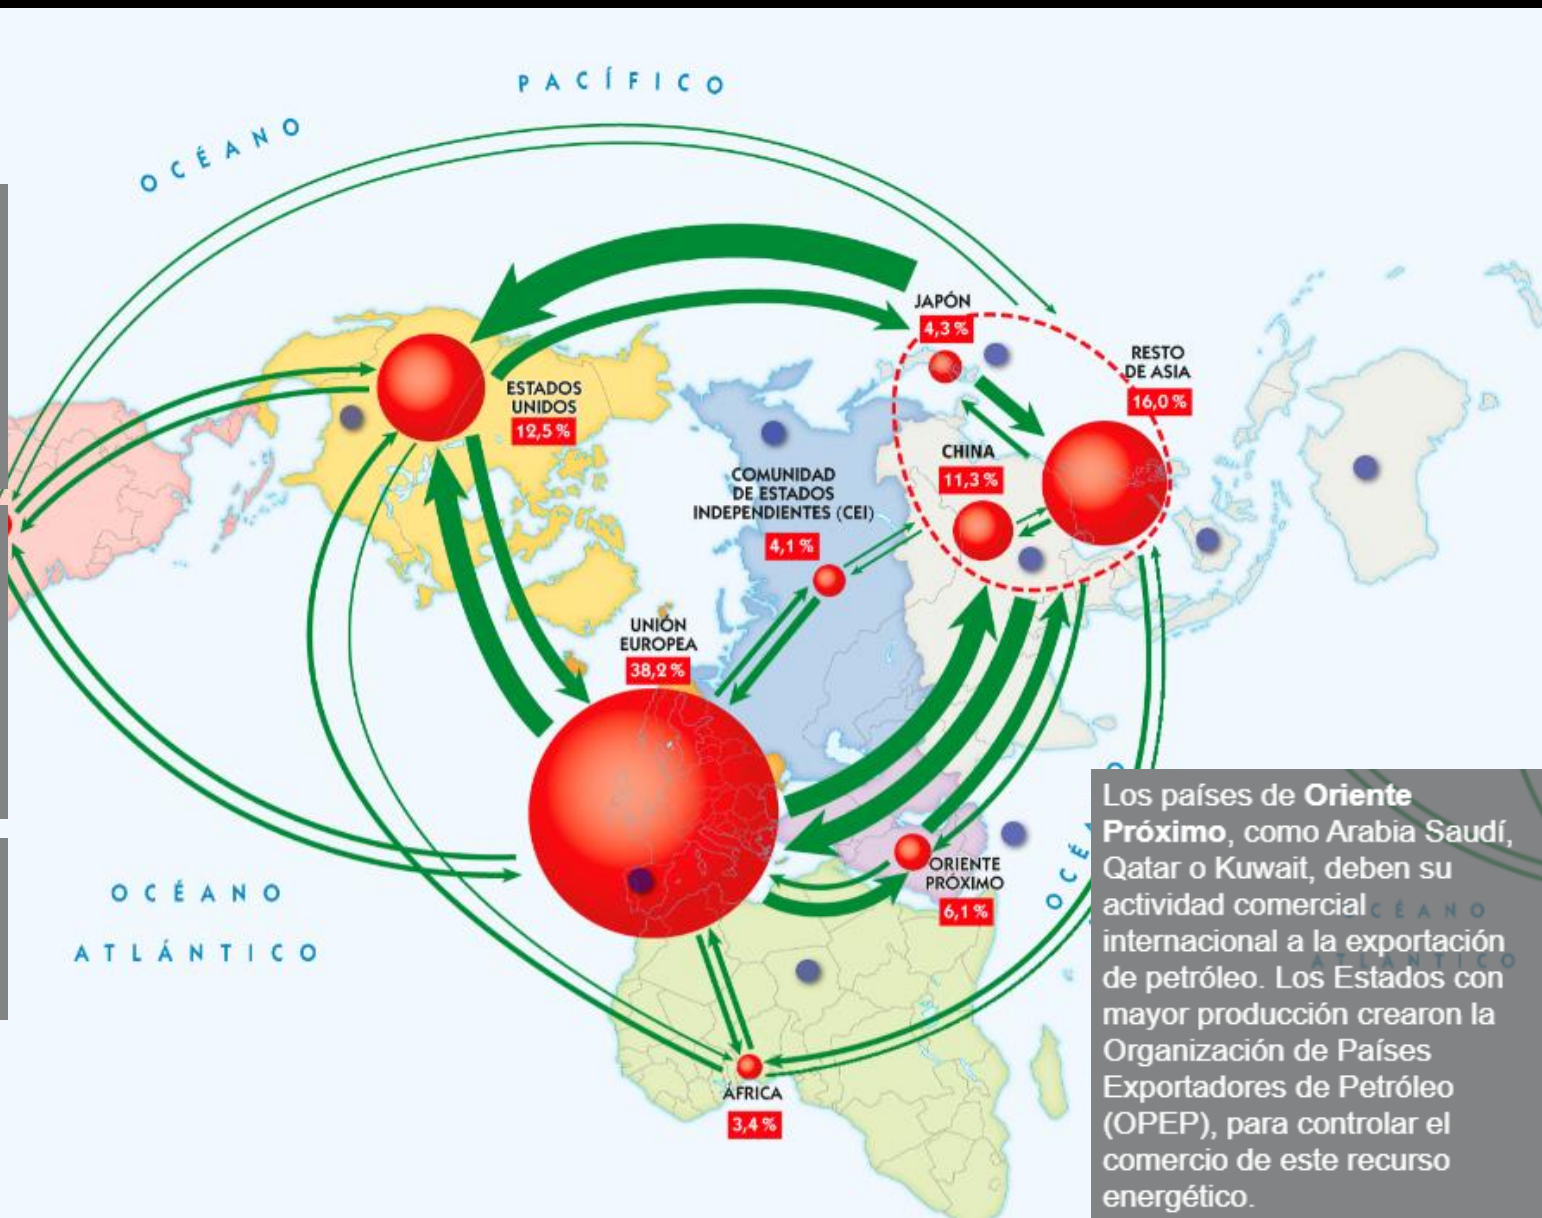 PACÍFICO
OCÉANO
JAPÓN
4,3 %
RESTO
DE ASIA
16,0 %
ESTADOS
UNIDOS
12,5 %
CHINA
11,3 %
COMUNIDAD
DE ESTADOS
INDEPENDIENTES (CEI)
4,1 %
UNIÓN
EUROPEA
38,2 %
ORIENTE
PRÓXIMO
6,1 %
OCÉANO
ATLÁNTICO
ÁFRICA
3,4 %
Los países de Oriente
Próximo, como Arabia Saudí,
Qatar o Kuwait, deben su
actividad comercial
internacional a la exportación
de petróleo. Los Estados con
mayor producción crearon la
Organización de Países
Exportadores de Petróleo
(OPEP), para controlar el
comercio de este recurso
energético.